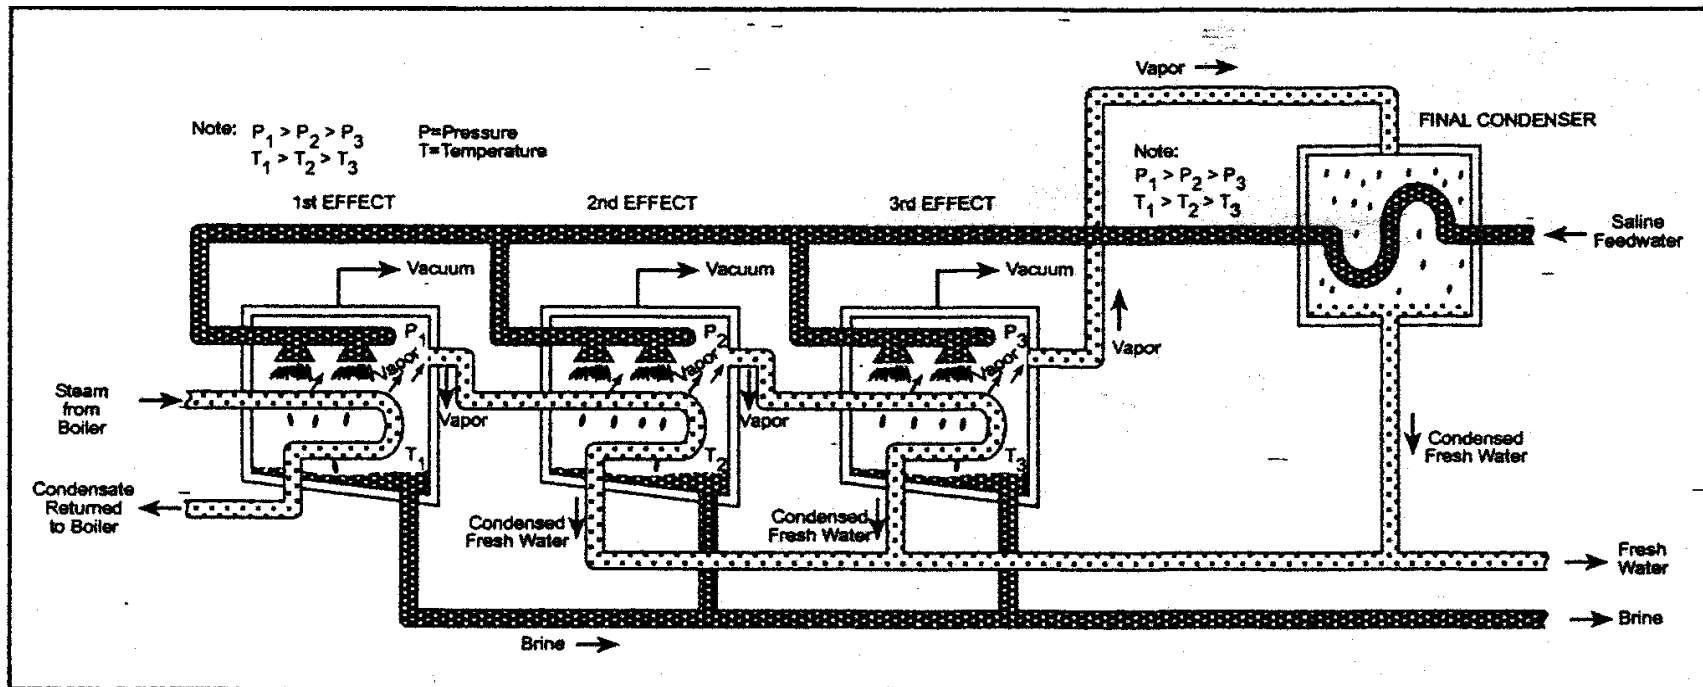 Vapor
FINAL CONDENSER
Note: P1 > P2 > P3
T1 > T2 > T3
P=Pressure
T=Temperature
Note:
P1 > P2 > P3
T1 > T2 > T3
1st EFFECT
2nd EFFECT
3rd EFFECT
Saline
Feedwater
Vacuum
Vacuum
Vacuum
P1
P2
P3
Vapor
Vapor
Vapor
Vapor
Steam
from
Boiler
Vapor
Vapor
T1
T2
T3
Condensed
Fresh Water
Condensate
Returned
to Boiler
Condensed
Fresh Water
Condensed
Fresh Water
Fresh
Water
Brine
Brine